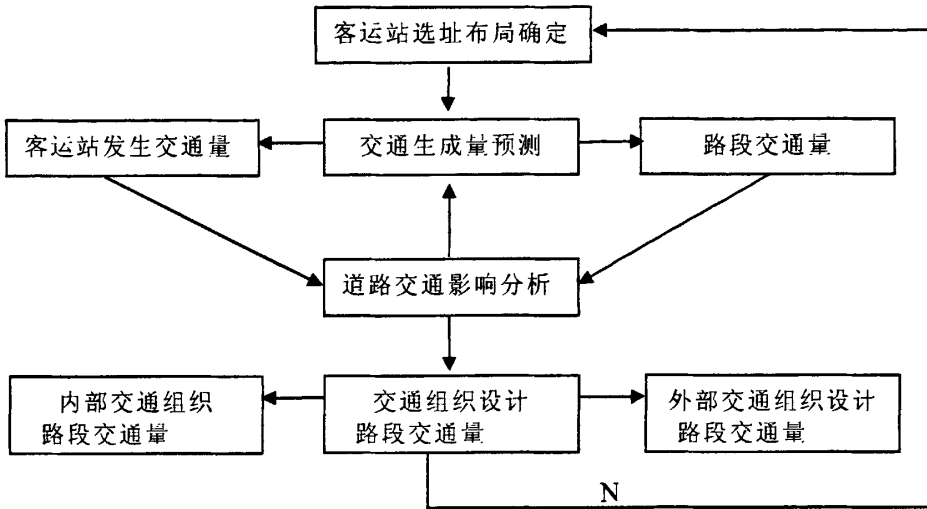 客运站选址布局确定
客运站发生交通量
交通生成量预测
路段交通量
道路交通影响分析
内部交通组织
路段交通量
交通组织设计
路段交通量
外部交通组织设计
路段交通量
N